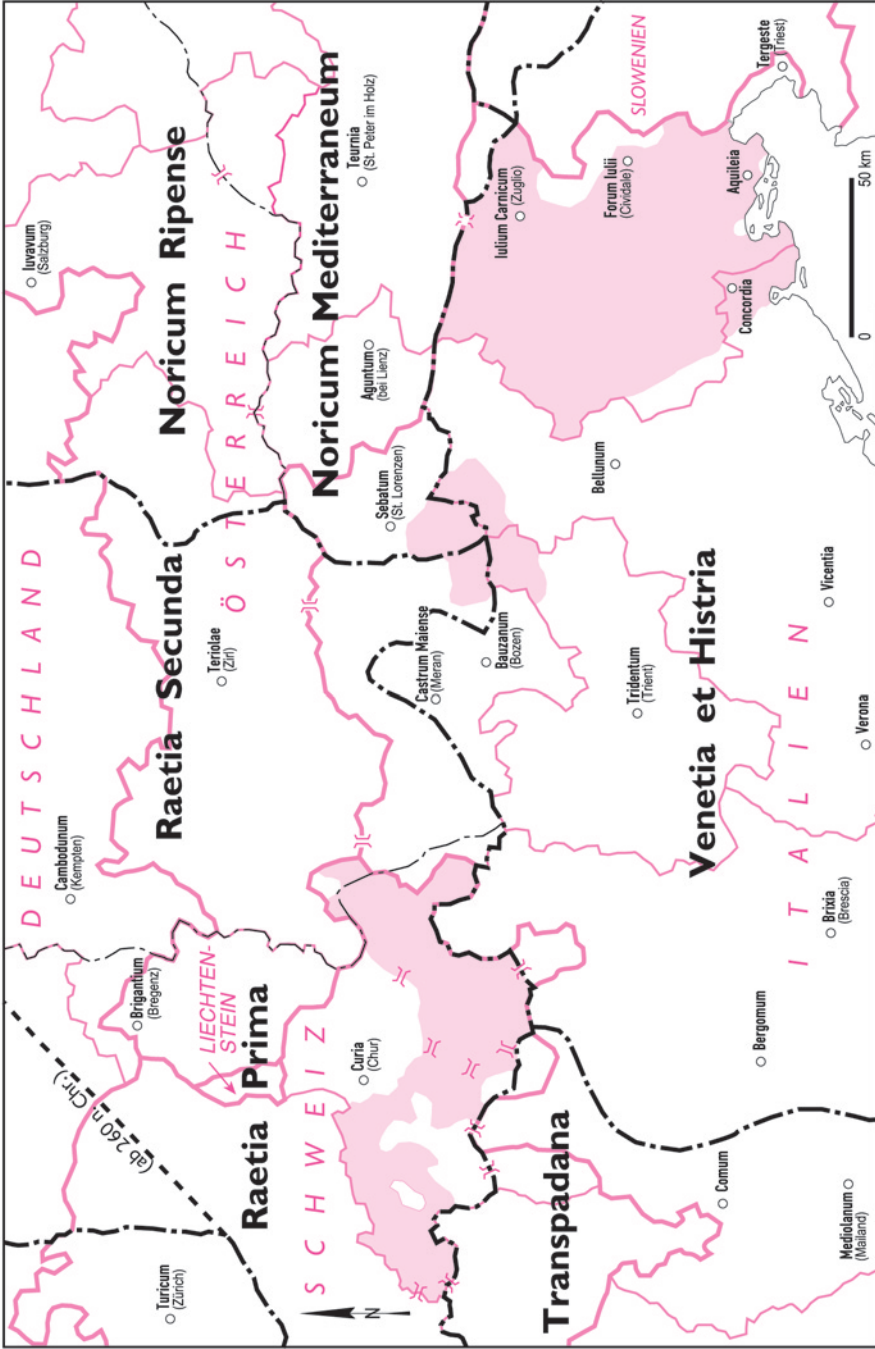 DEUTSCHLAND
Iuvavum
(Salzburg)
Cambodunum
(Kempten)
(ab 260 n. Chr.)
Brigantium
(Bregenz)
Raetia Secunda
Noricum Ripense
Turicum
(Zürich)
Teriolae
(Zirl)
ÖSTERREICH
LIECHTEN-
STEIN
Raetia Prima
SCHWEIZ
Noricum Mediterraneum
Teurnia
(St. Peter im Holz)
Aguntum
(bei Lienz)
Curia
(Chur)
Sebatum
(St. Lorenzen)
N
Castrum Maiense
(Meran)
Bauzanum
(Bozen)
Iulium Carnicum
(Zuglio)
SLOWENIEN
Transpadana
Forum Iulii
(Cividale)
Bellunum
Tridentum
(Trient)
Venetia et Histria
Concordia
Aquileia
Tergeste
(Triest)
Comum
Bergomum
ITALIEN
Brixia
(Brescia)
Vicentia
Mediolanum
(Mailand)
Verona
0
50 km